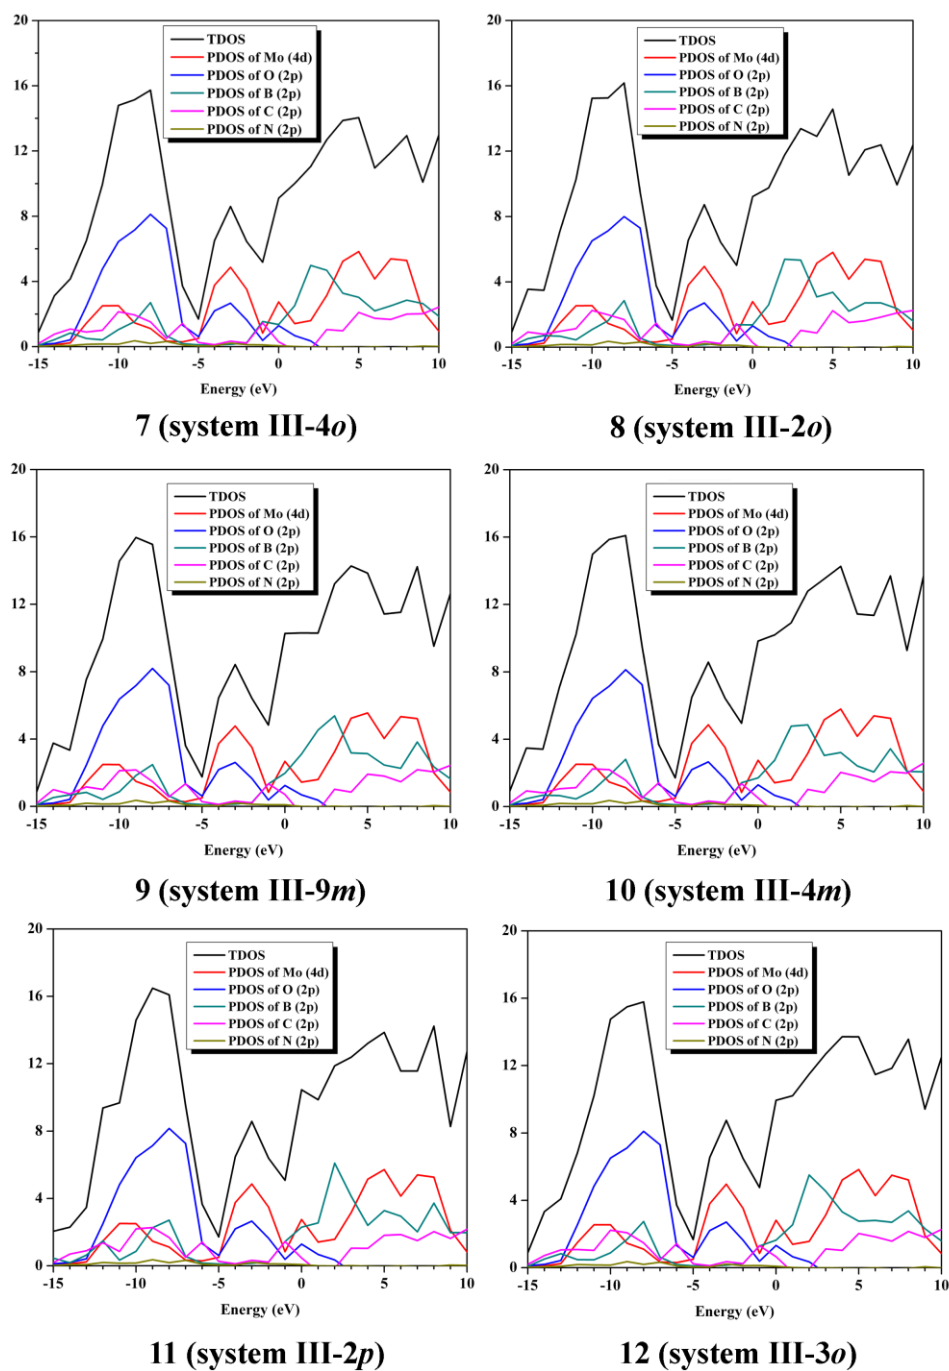 20
16
12
8
4
0
TDOS
PDOS of Mo (4d)
PDOS of O (2p)
PDOS of B (2p)
PDOS of C (2p)
PDOS of N (2p)
-15 -10 -5 0 5 10
Energy (eV)
7 (system III-4o)
20
16
12
8
4
0
TDOS
PDOS of Mo (4d)
PDOS of O (2p)
PDOS of B (2p)
PDOS of C (2p)
PDOS of N (2p)
-15 -10 -5 0 5 10
Energy (eV)
8 (system III-2o)
20
16
12
8
4
0
TDOS
PDOS of Mo (4d)
PDOS of O (2p)
PDOS of B (2p)
PDOS of C (2p)
PDOS of N (2p)
-15 -10 -5 0 5 10
Energy (eV)
9 (system III-9m)
20
16
12
8
4
0
TDOS
PDOS of Mo (4d)
PDOS of O (2p)
PDOS of B (2p)
PDOS of C (2p)
PDOS of N (2p)
-15 -10 -5 0 5 10
Energy (eV)
10 (system III-4m)
20
16
12
8
4
0
TDOS
PDOS of Mo (4d)
PDOS of O (2p)
PDOS of B (2p)
PDOS of C (2p)
PDOS of N (2p)
-15 -10 -5 0 5 10
Energy (eV)
11 (system III-2p)
20
16
12
8
4
0
TDOS
PDOS of Mo (4d)
PDOS of O (2p)
PDOS of B (2p)
PDOS of C (2p)
PDOS of N (2p)
-15 -10 -5 0 5 10
Energy (eV)
12 (system III-3o)